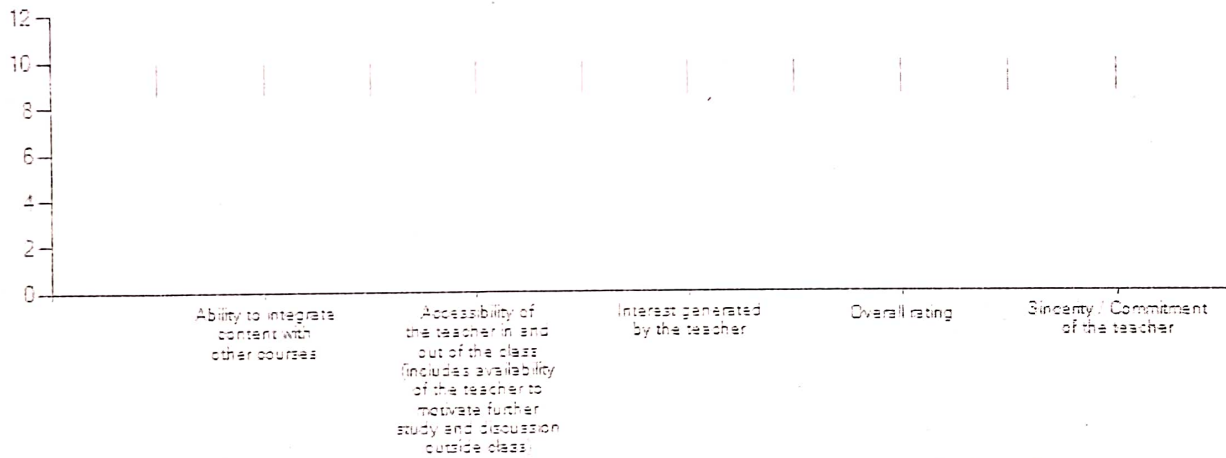 12
10
8
6
4
2
0
Ability to integrate
content with
other courses
Accessibility of
the teacher in and
out of the class
(includes availability
of the teacher to
motivate further
study and discussion
outside class)
Interest generated
by the teacher
Overall rating
Sincerity / Commitment
of the teacher